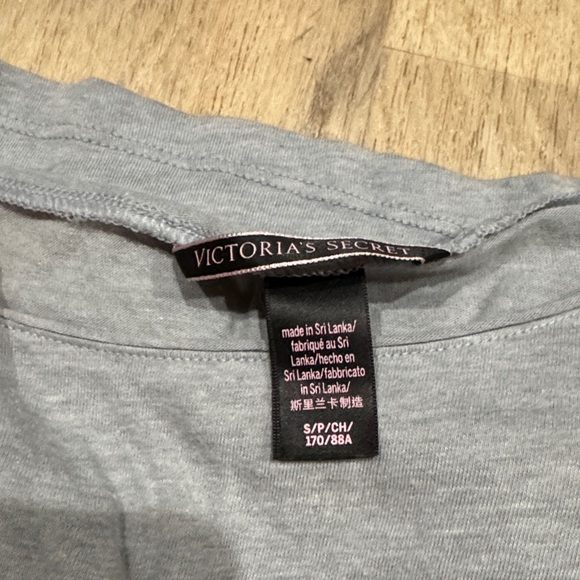 VICTORIA'S SECRET
made in Sri Lanka/
fabriqué au Sri
Lanka/hecho en
Sri Lanka/fabbricato
in Sri Lanka/
斯里兰卡制造
S/P/CH/
170/88A